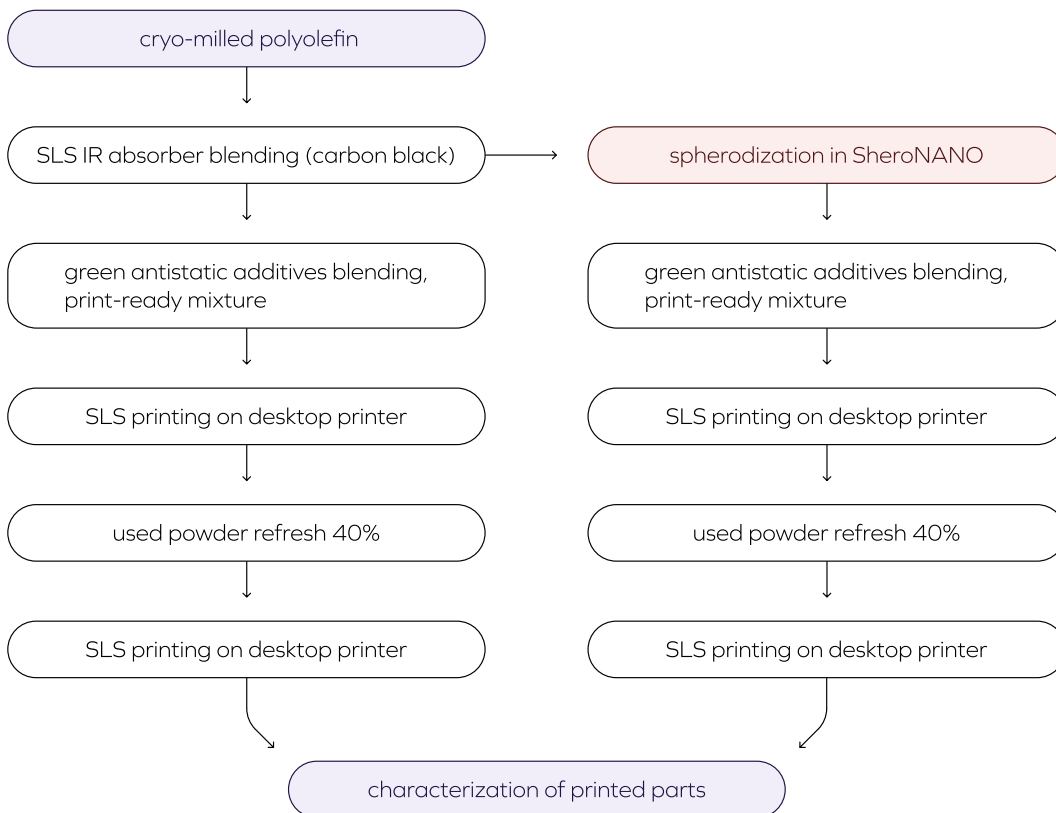 cryo-milled polyolefin
SLS IR absorber blending (carbon black)
spherodization in SheroNANO
green antistatic additives blending,
print-ready mixture
green antistatic additives blending,
print-ready mixture
SLS printing on desktop printer
SLS printing on desktop printer
used powder refresh 40%
used powder refresh 40%
SLS printing on desktop printer
SLS printing on desktop printer
characterization of printed parts